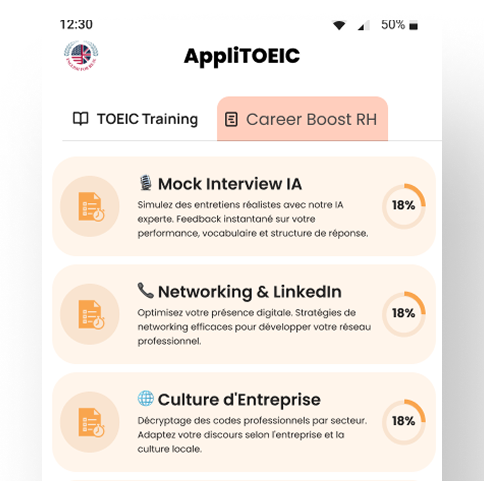 12:30
50%
AppliTOEIC
TOEIC Training
Career Boost RH
Mock Interview IA
Simulez des entretiens réalistes avec notre IA
experte. Feedback instantané sur votre
performance, vocabulaire et structure de réponse.
18%
Networking & LinkedIn
Optimisez votre présence digitale. Stratégies de
networking efficaces pour développer votre réseau
professionnel.
18%
Culture d'Entreprise
Décryptage des codes professionnels par secteur.
Adaptez votre discours selon l'entreprise et la
culture locale.
18%